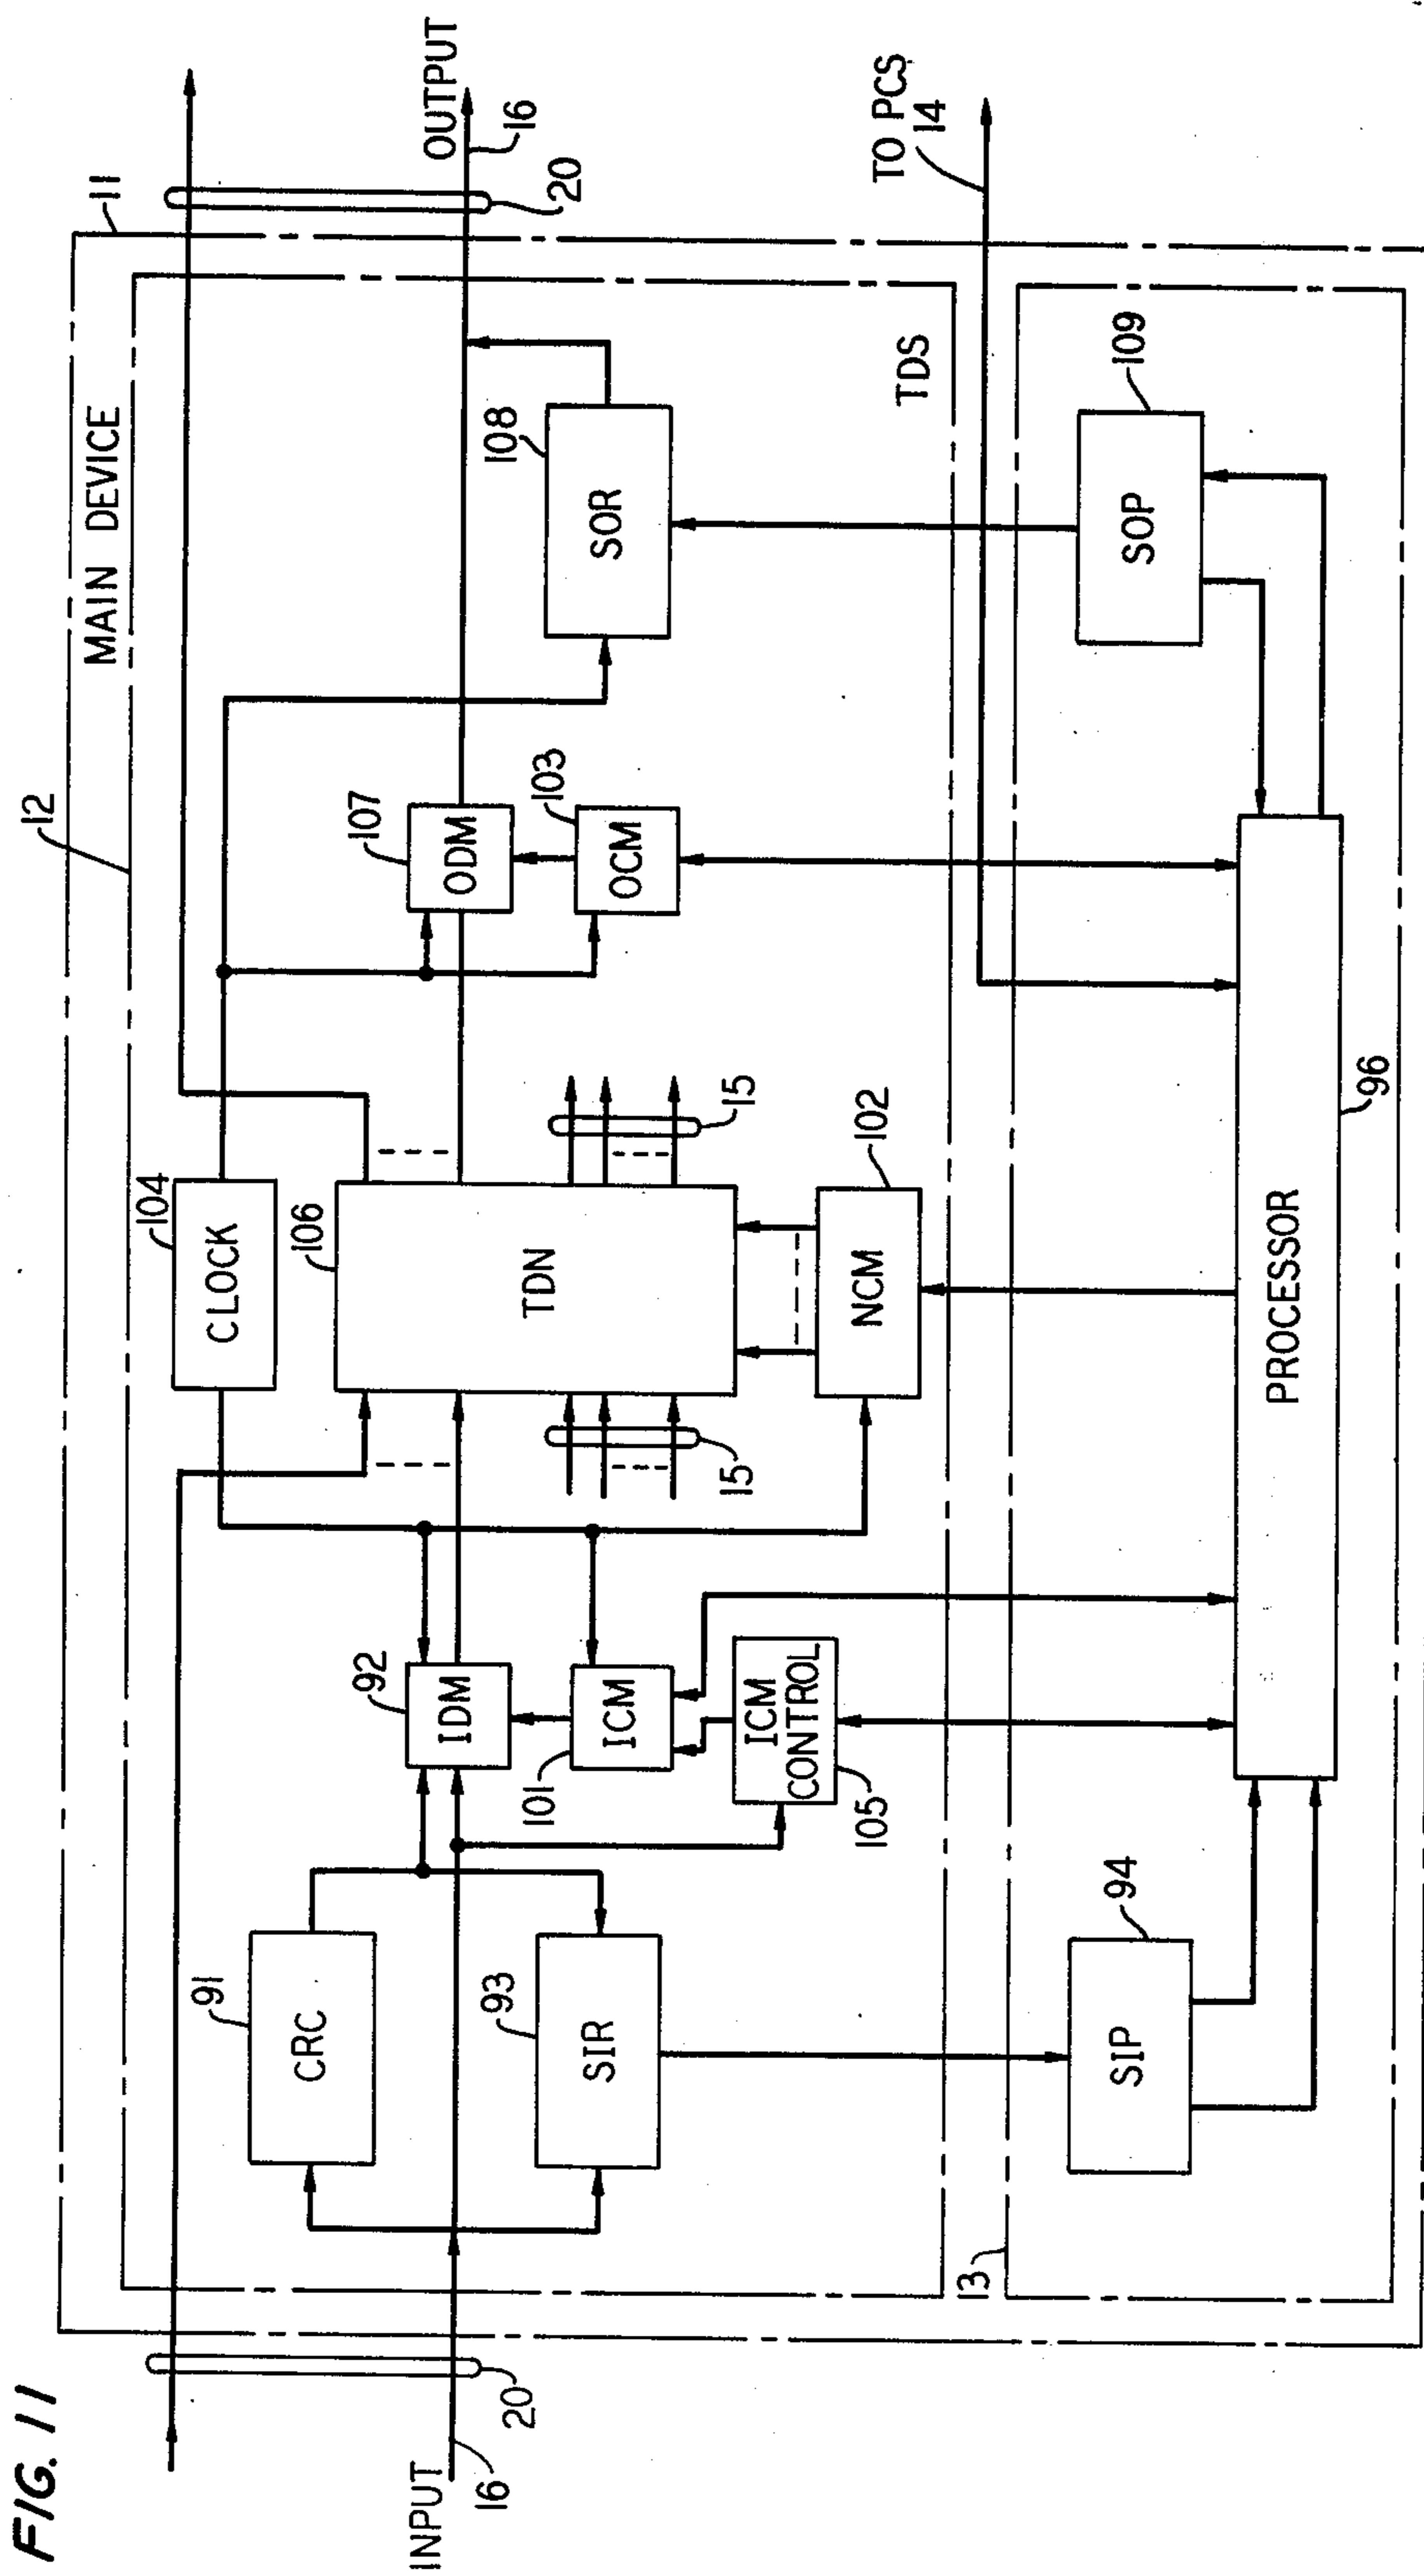 FIG. 11
MAIN DEVICE
11
12
INPUT
16
20
CRC
91
SIR
93
IDM
92
ICM
101
ICM
CONTROL
105
CLOCK
104
TDN
106
15
15
NCM
102
ODM
107
OCM
103
SOR
108
TDS
OUTPUT
16
20
TO PCS
14
13
SIP
94
PROCESSOR
96
SOP
109